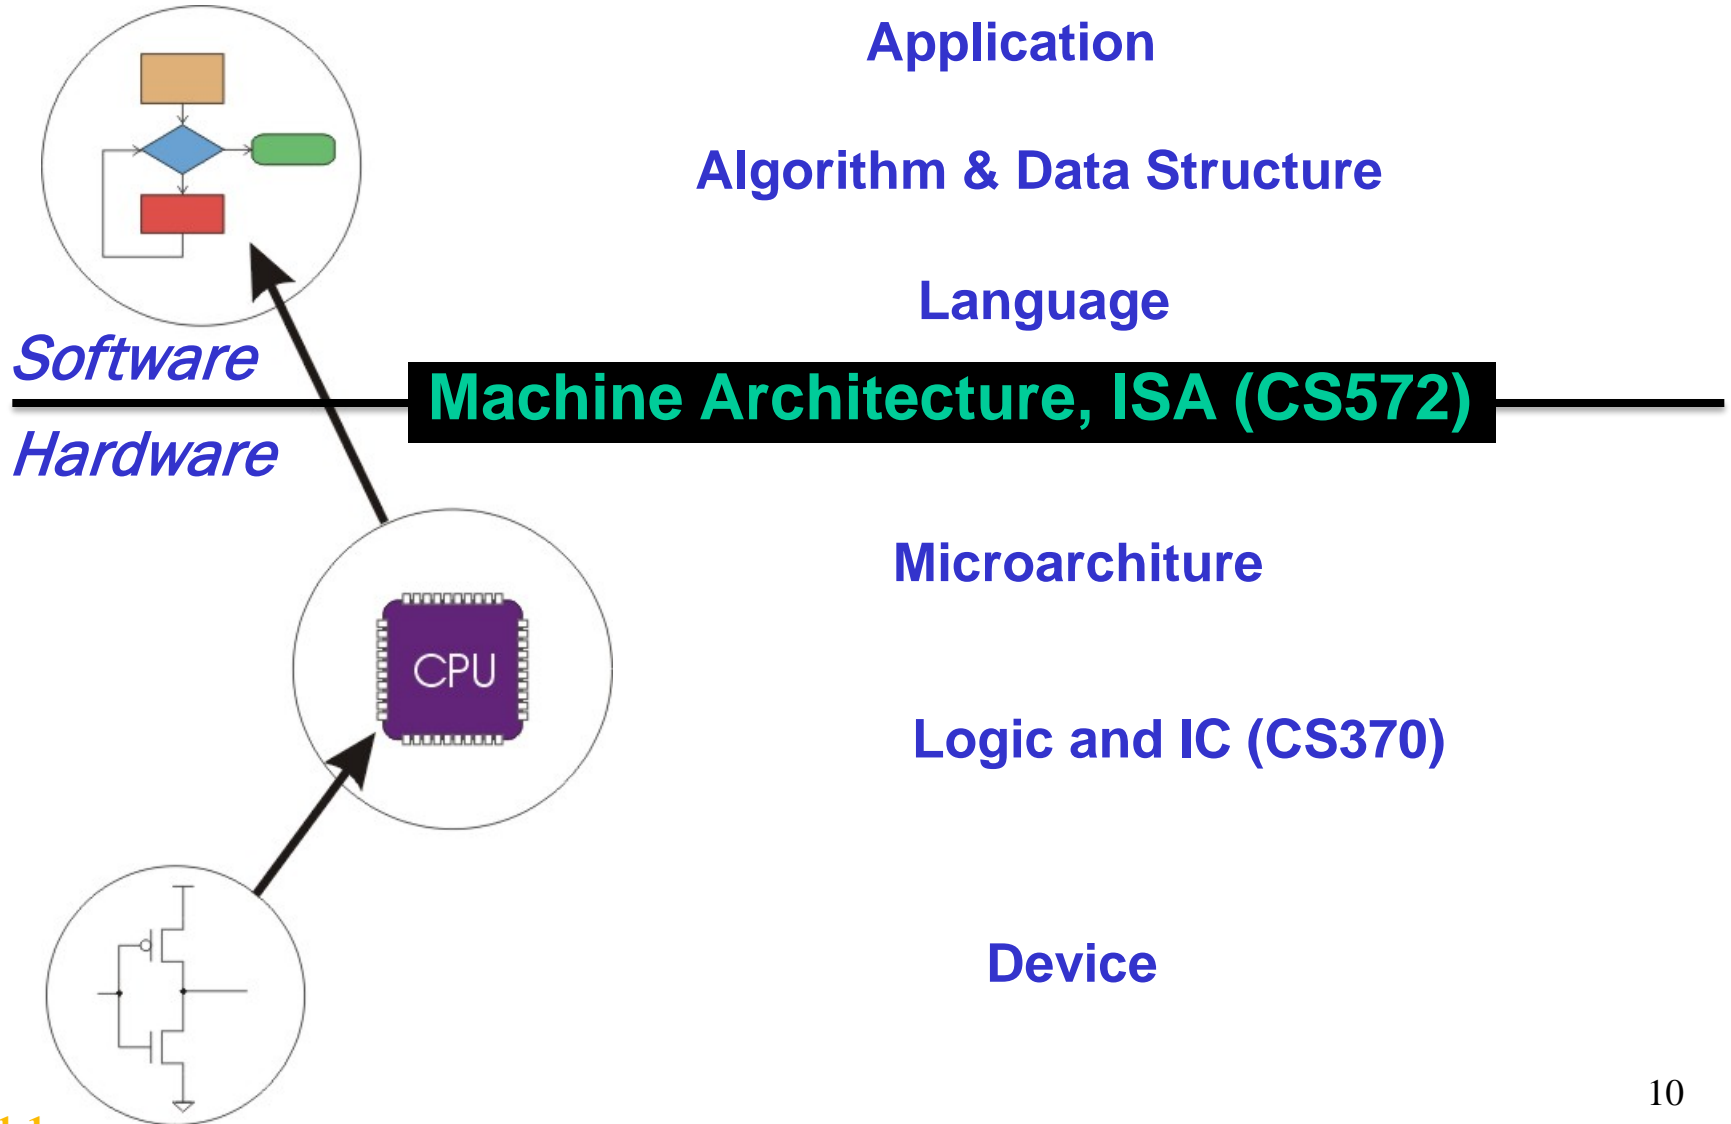 Application
Algorithm & Data Structure
Language
Software
Machine Architecture, ISA (CS572)
Hardware
Microarchiture
CPU
Logic and IC (CS370)
Device
10